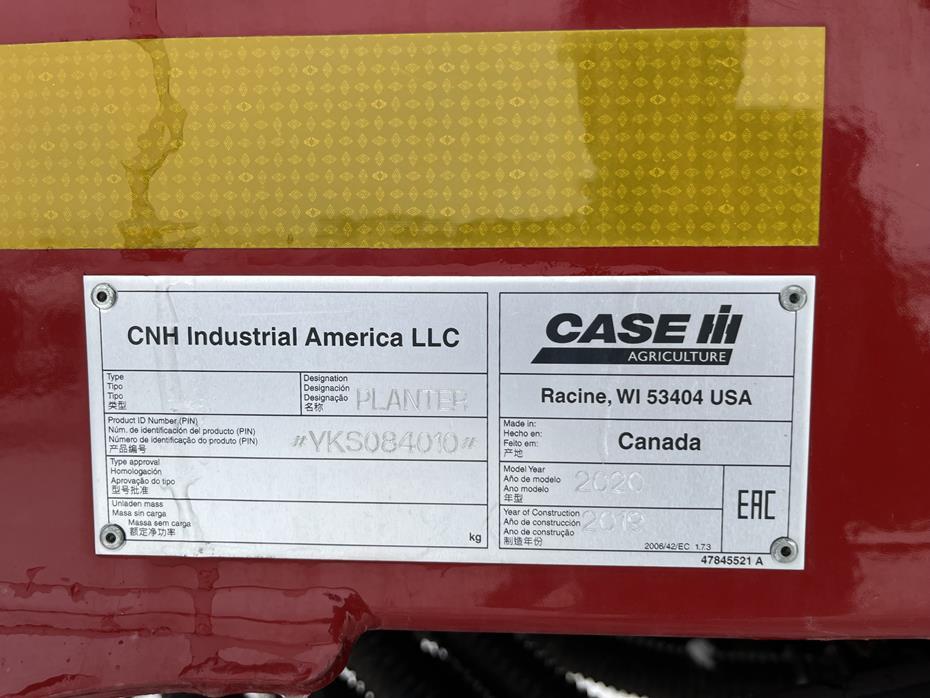 CNH Industrial America LLC
Type
Tipo
Tipo
类型
Designation
Designación
Designação
名称
PLANTER
Product ID Number (PIN)
Núm. de identificación del producto (PIN)
Número de identificação do produto (PIN)
产品编号
#YKS084010#
Type approval
Homologación
Aprovação do tipo
型号批准
Unladen mass
Masa sin carga
Massa sem carga
额定净功率
kg
CASE IH
AGRICULTURE
Racine, WI 53404 USA
Made in:
Hecho en:
Feito em:
产地
Canada
Model Year
Año de modelo
Ano modelo
年型
2020
Year of Construction
Año de construcción
Ano de construção
制造年份
2019
2006/42/EC 1.7.3
EAC
47845521 A